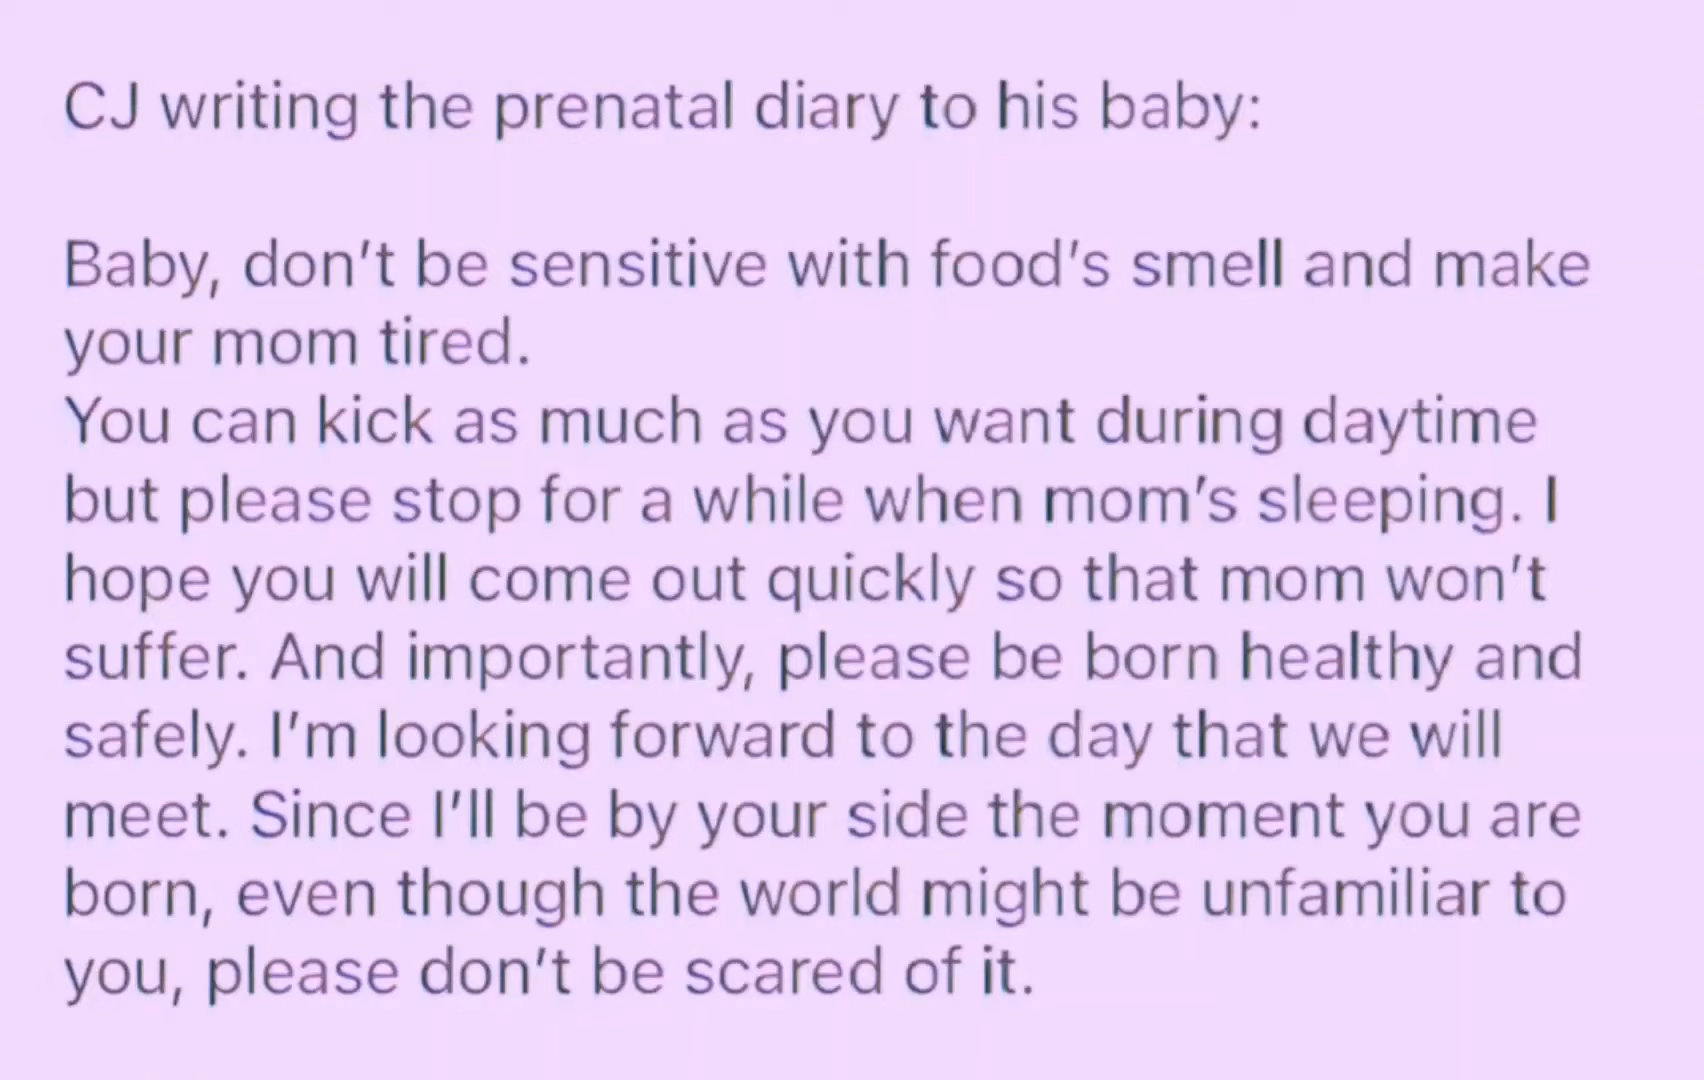 CJ writing the prenatal diary to his baby:
Baby, don't be sensitive with food's smell and make
your mom tired.
You can kick as much as you want during daytime
but please stop for a while when mom's sleeping. I
hope you will come out quickly so that mom won't
suffer. And importantly, please be born healthy and
safely. I'm looking forward to the day that we will
meet. Since I'll be by your side the moment you are
born, even though the world might be unfamiliar to
you, please don't be scared of it.